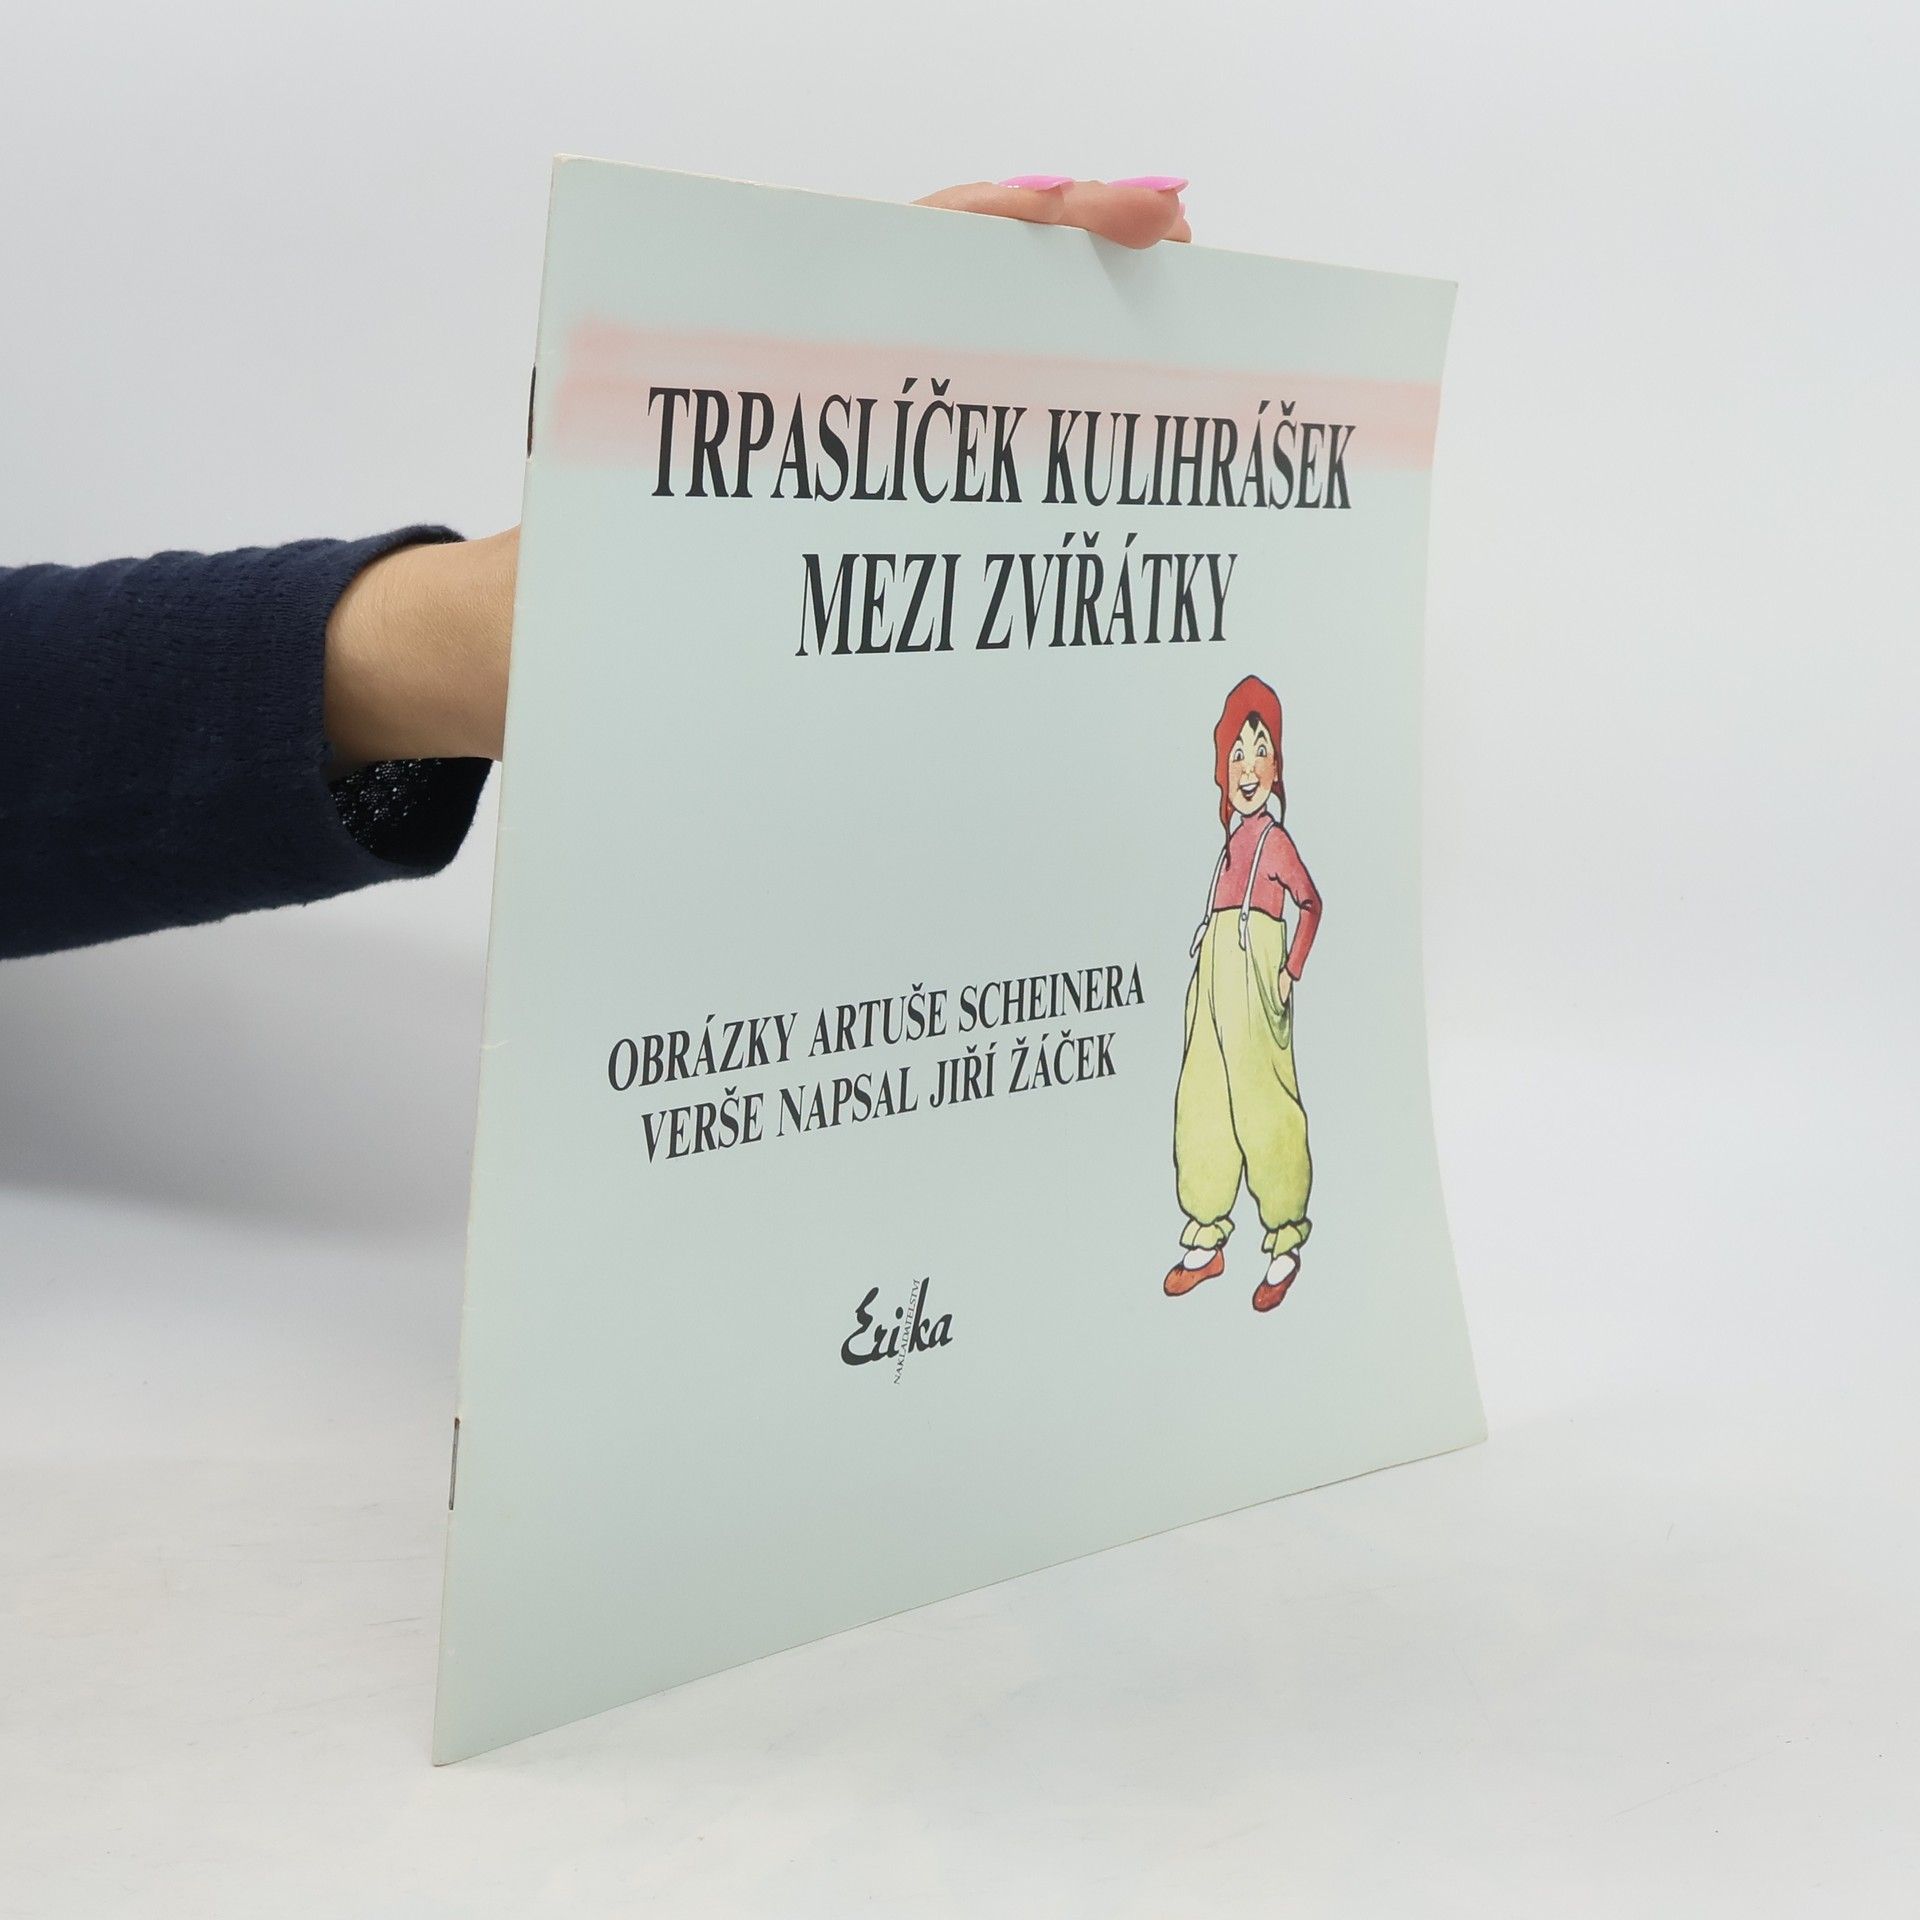 TRPASLÍČEK KULIHRÁŠEK
MEZI ZVÍŘÁTKY
OBRÁZKY ARTUŠE SCHEINERA
VERŠE NAPSAL JIŘÍ ŽÁČEK
Erika
NAKLADATELSTVÍ